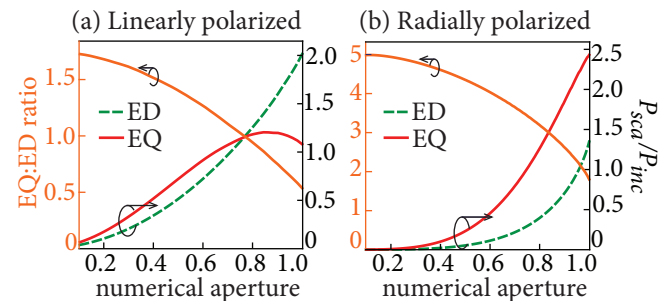 (a) Linearly polarized
(b) Radially polarized
EQ:ED ratio
1.5
1.0
0.5
0
ED
EQ
2.0
1.5
1.0
0.5
0
0.2 0.4 0.6 0.8 1.0
numerical aperture
5
4
3
2
1
0
ED
EQ
2.5
2.0
1.5
1.0
0.5
0
0.2 0.4 0.6 0.8 1.0
numerical aperture
Psca/Pinc